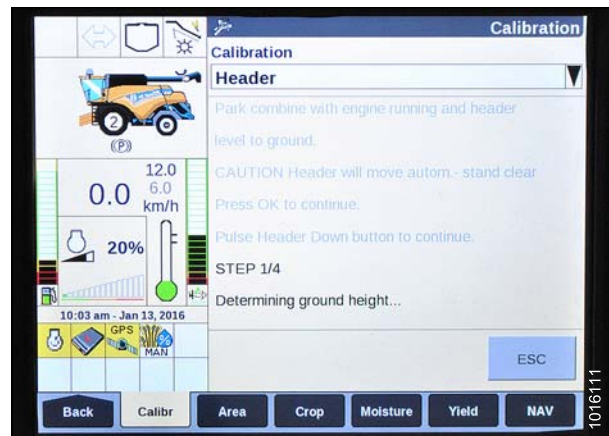 Calibration
Calibration
Header
Park combine with engine running and header
level to ground.
CAUTION Header will move autom.- stand clear
Press OK to continue.
Pulse Header Down button to continue.
STEP 1/4
Determining ground height...
ESC
2
(P)
12.0
0.0
6.0
km/h
20%
10:03 am - Jan 13, 2016
GPS
MAN
Back
Calibr
Area
Crop
Moisture
Yield
NAV
1016111